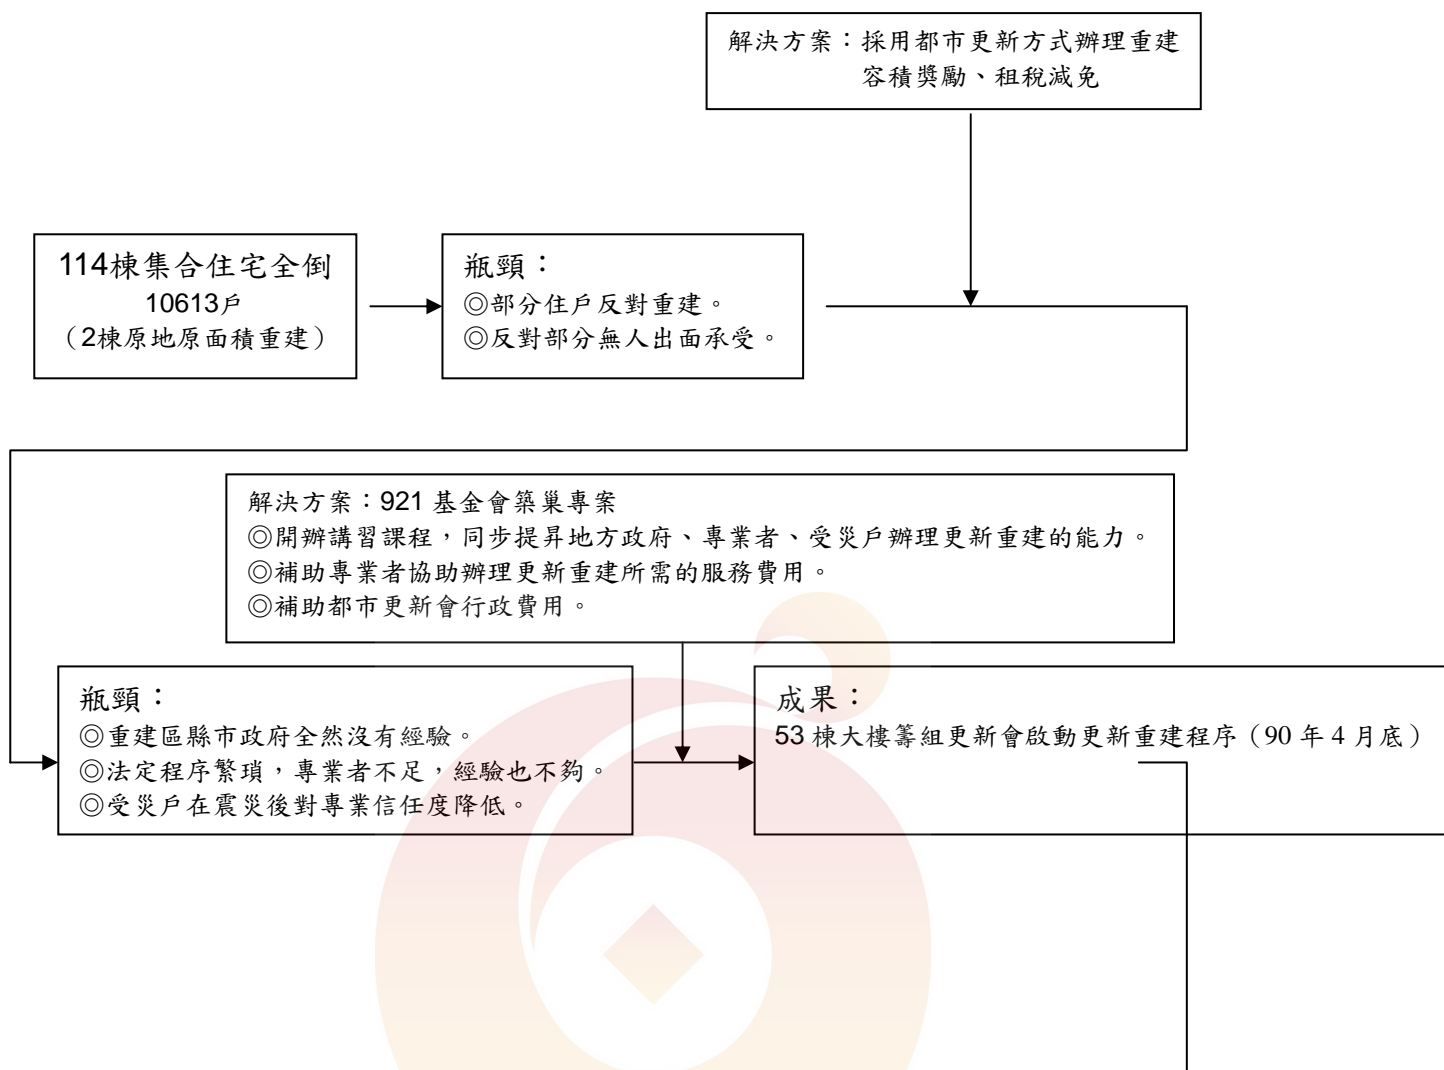 解決方案：採用都市更新方式辦理重建
容積獎勵、租稅減免
114棟集合住宅全倒
10613戶
（2棟原地原面積重建）
瓶頸：
◎部分住戶反對重建。
◎反對部分無人出面承受。
解決方案：921 基金會築巢專案
◎開辦講習課程，同步提昇地方政府、專業者、受災戶辦理更新重建的能力。
◎補助專業者協助辦理更新重建所需的服務費用。
◎補助都市更新會行政費用。
瓶頸：
◎重建區縣市政府全然沒有經驗。
◎法定程序繁瑣，專業者不足，經驗也不夠。
◎受災戶在震災後對專業信任度降低。
成果：
53 棟大樓籌組更新會啟動更新重建程序（90 年 4 月底）